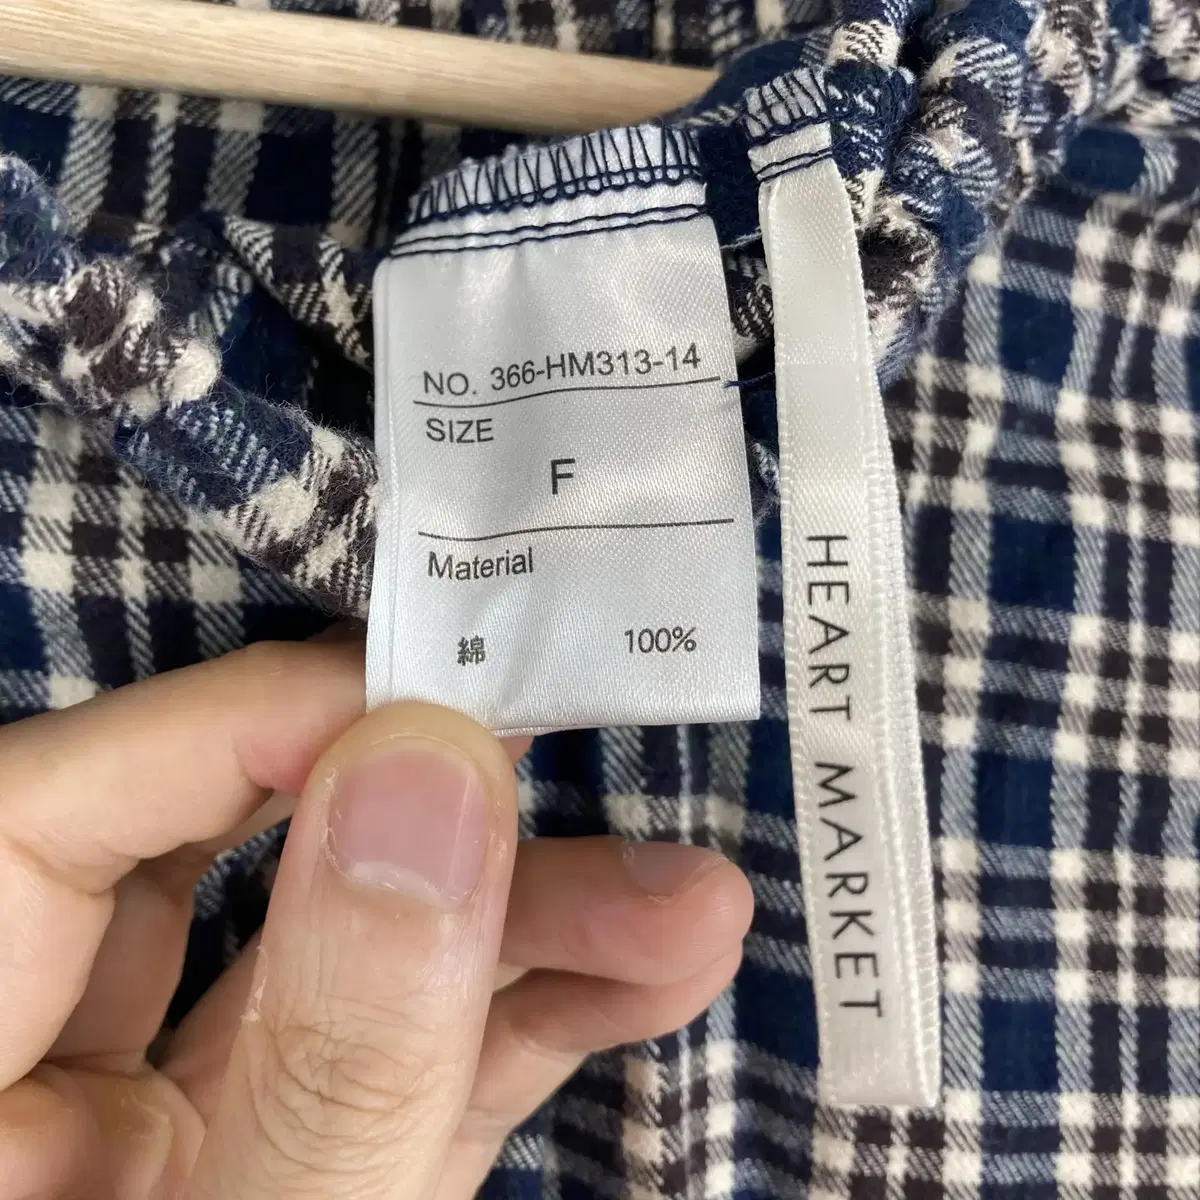 NO. 366-HM313-14
SIZE
F
Material
綿 100%
HEART MARKET